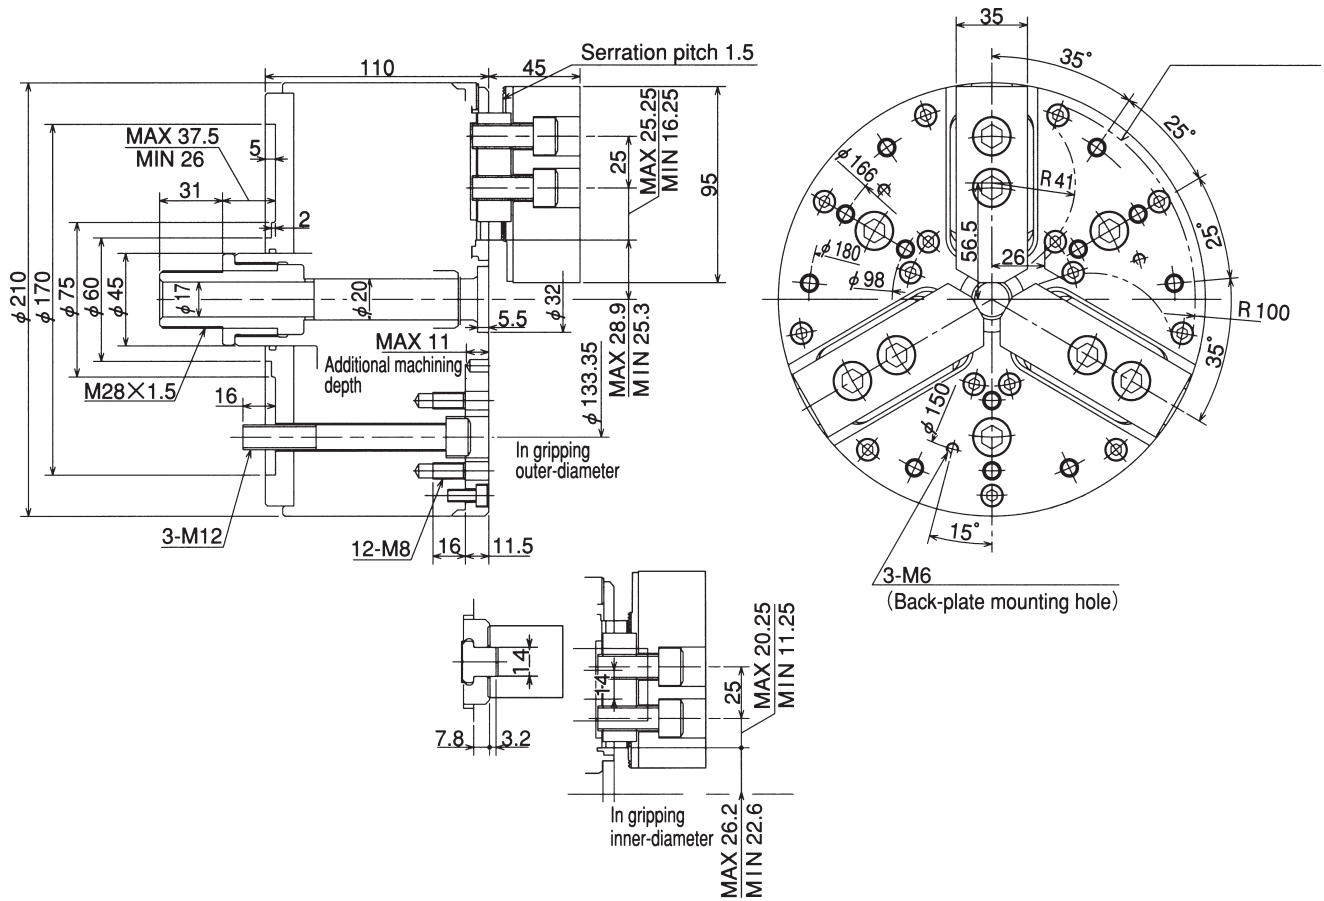 Serration pitch 1.5
110
45
MAX 37.5
MIN 26
5
31
2
φ210
φ170
φ75
φ60
φ45
φ17
φ20
φ32
5.5
25
MAX 25.25
MIN 16.25
95
MAX 11
Additional machining
depth
M28×1.5
16
φ133.35
MAX 28.9
MIN 25.3
In gripping
outer-diameter
3-M12
12-M8
16
11.5
35
35°
25°
25°
35°
φ166
R41
56.5
26
φ180
φ98
R100
φ150
15°
3-M6
(Back-plate mounting hole)
14
7.8
3.2
14
25
MAX 20.25
MIN 11.25
In gripping
inner-diameter
MAX 26.2
MIN 22.6